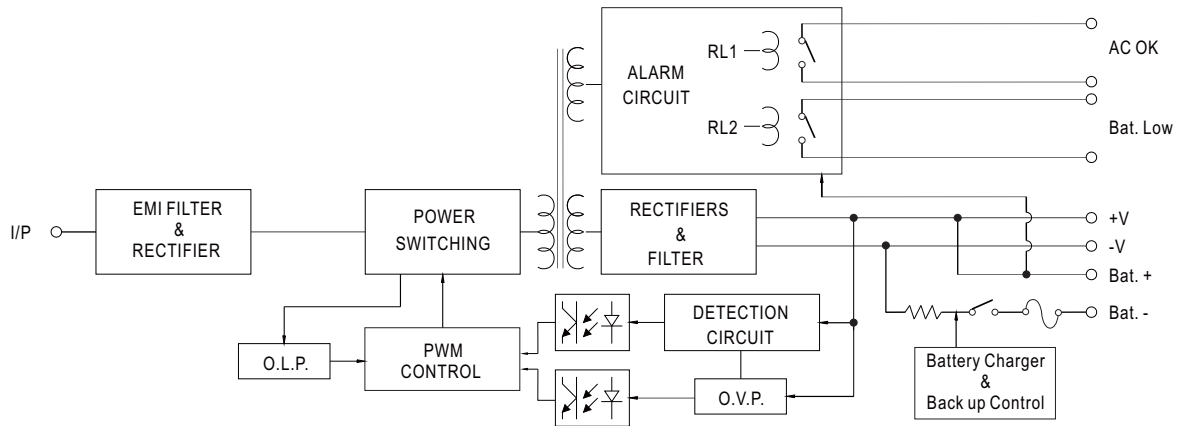 ALARM
CIRCUIT
RL1
RL2
AC OK
Bat. Low
I/P
EMI FILTER
&
RECTIFIER
POWER
SWITCHING
RECTIFIERS
&
FILTER
+V
-V
Bat. +
Bat. -
O.L.P.
PWM
CONTROL
DETECTION
CIRCUIT
O.V.P.
Battery Charger
&
Back up Control